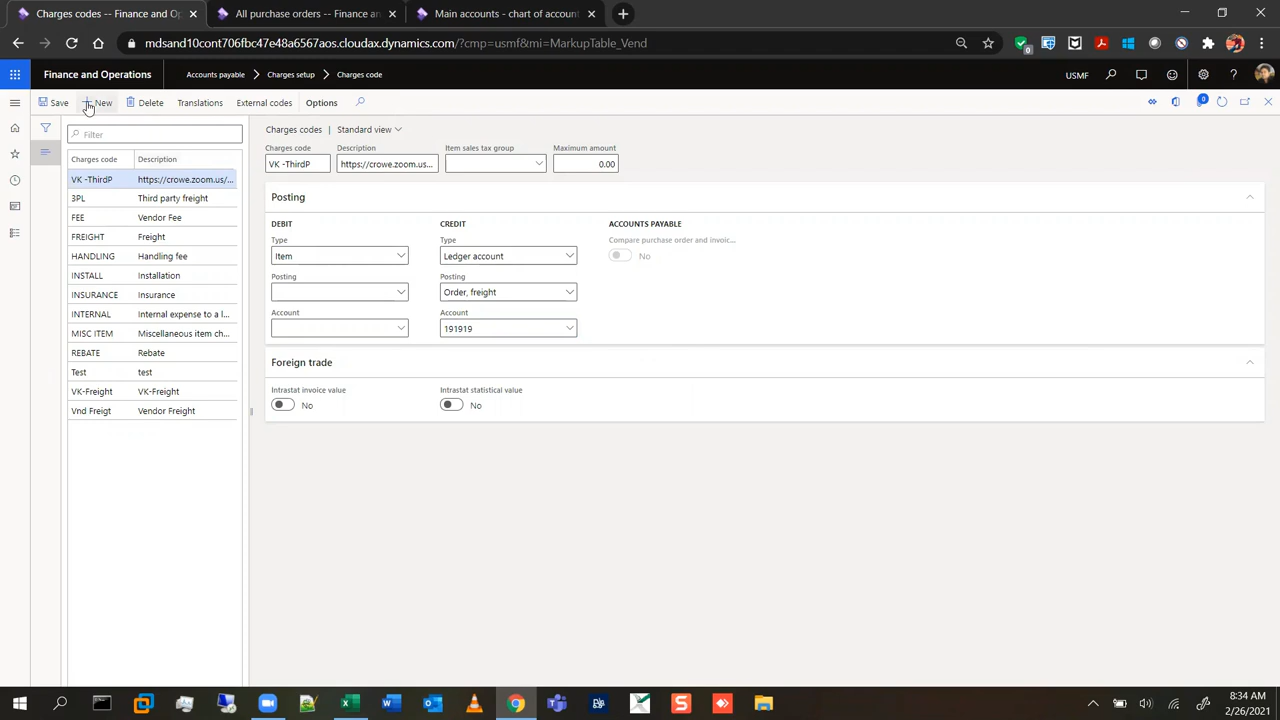 Charges codes -- Finance and Op
All purchase orders -- Finance an
Main accounts - chart of account
mdsand10cont706fbc47e48a6567aos.cloudax.dynamics.com/?cmp=usmf&mi=MarkupTable_Vend
0
Finance and Operations
Accounts payable > Charges setup > Charges code
USMF
?
Save
New
Delete
Translations
External codes
Options
0
Filter
Charges code Description
VK -ThirdP https://crowe.zoom.us/...
3PL Third party freight
FEE Vendor Fee
FREIGHT Freight
HANDLING Handling fee
INSTALL Installation
INSURANCE Insurance
INTERNAL Internal expense to a l...
MISC ITEM Miscellaneous item ch...
REBATE Rebate
Test test
VK-Freight VK-Freight
Vnd Freigt Vendor Freight
Charges codes | Standard view
Charges code Description Item sales tax group Maximum amount
VK -ThirdP https://crowe.zoom.us... 0.00
Posting
DEBIT CREDIT ACCOUNTS PAYABLE
Type Type Compare purchase order and invoic...
Item Ledger account No
Posting Posting
Order, freight
Account Account
191919
Foreign trade
Intrastat invoice value Intrastat statistical value
No No
8:34 AM
2/26/2021